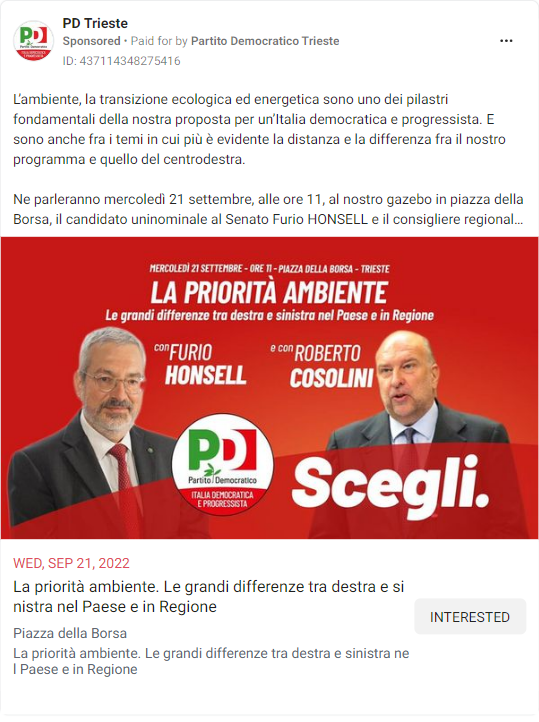 PD Trieste
Sponsored • Paid for by Partito Democratico Trieste
ID: 437114348275416
L'ambiente, la transizione ecologica ed energetica sono uno dei pilastri
fondamentali della nostra proposta per un'Italia democratica e progressista. E
sono anche fra i temi in cui più è evidente la distanza e la differenza fra il nostro
programma e quello del centrodestra.
Ne parleranno mercoledì 21 settembre, alle ore 11, al nostro gazebo in piazza della
Borsa, il candidato uninominale al Senato Furio HONSELL e il consigliere regional...
MERCOLEDÌ 21 SETTEMBRE - ORE 11 - PIAZZA DELLA BORSA - TRIESTE
LA PRIORITÀ AMBIENTE
Le grandi differenze tra destra e sinistra nel Paese e in Regione
con FURIO
HONSELL
e con ROBERTO
COSOLINI
PD
Partito Democratico
ITALIA DEMOCRATICA
E PROGRESSISTA
Scegli.
WED, SEP 21, 2022
La priorità ambiente. Le grandi differenze tra destra e si
nistra nel Paese e in Regione
INTERESTED
Piazza della Borsa
La priorità ambiente. Le grandi differenze tra destra e sinistra ne
l Paese e in Regione